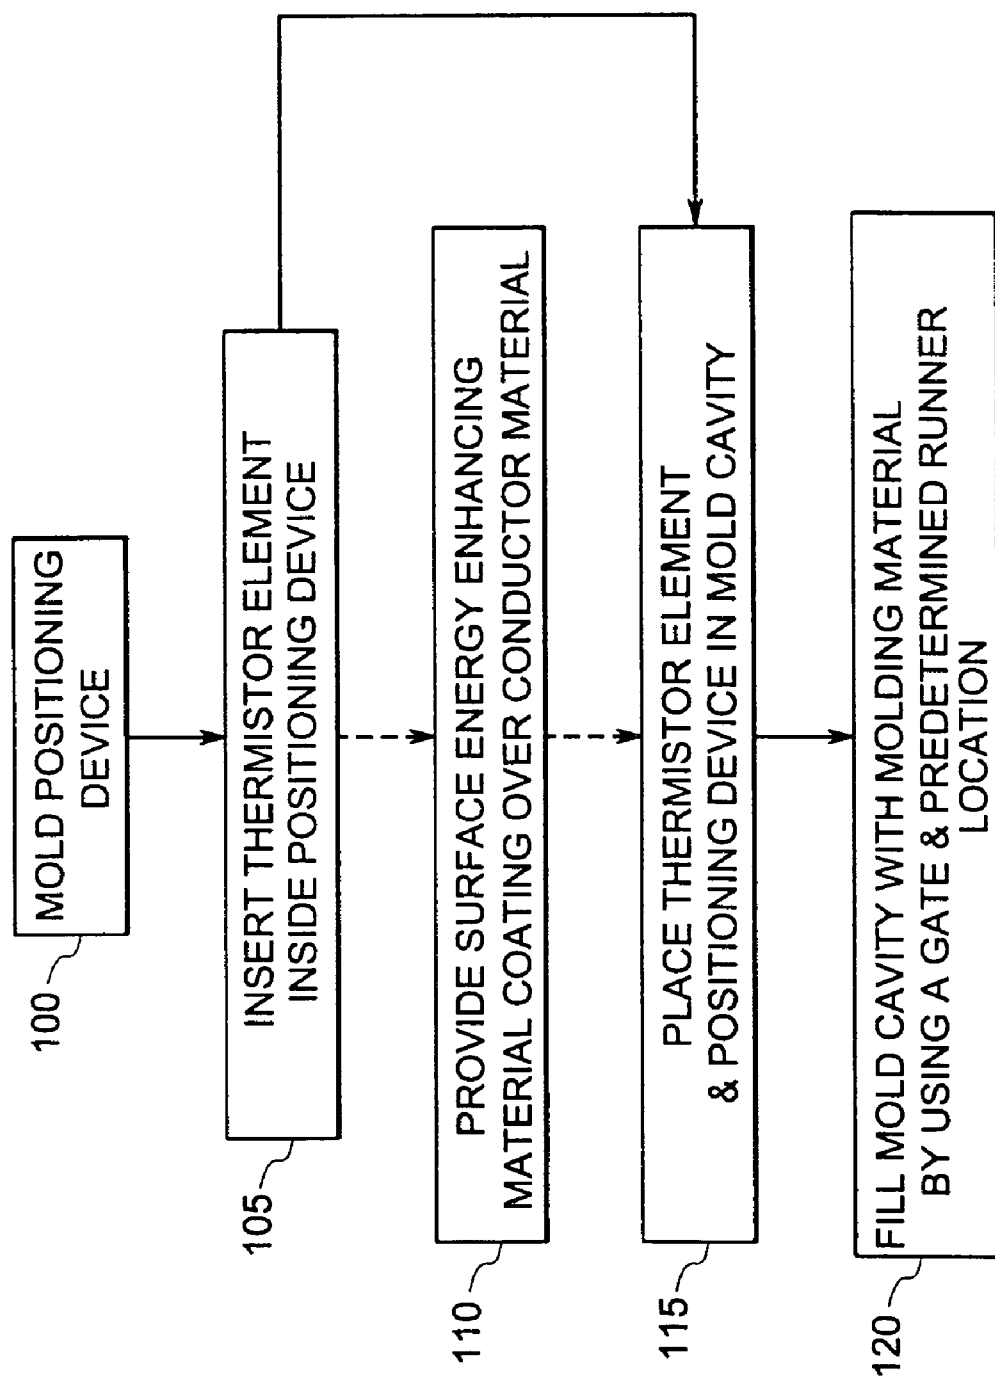 MOLD POSITIONING
DEVICE
100
INSERT THERMISTOR ELEMENT
INSIDE POSITIONING DEVICE
105
PROVIDE SURFACE ENERGY ENHANCING
MATERIAL COATING OVER CONDUCTOR MATERIAL
110
PLACE THERMISTOR ELEMENT
& POSITIONING DEVICE IN MOLD CAVITY
115
FILL MOLD CAVITY WITH MOLDING MATERIAL
BY USING A GATE & PREDETERMINED RUNNER
LOCATION
120